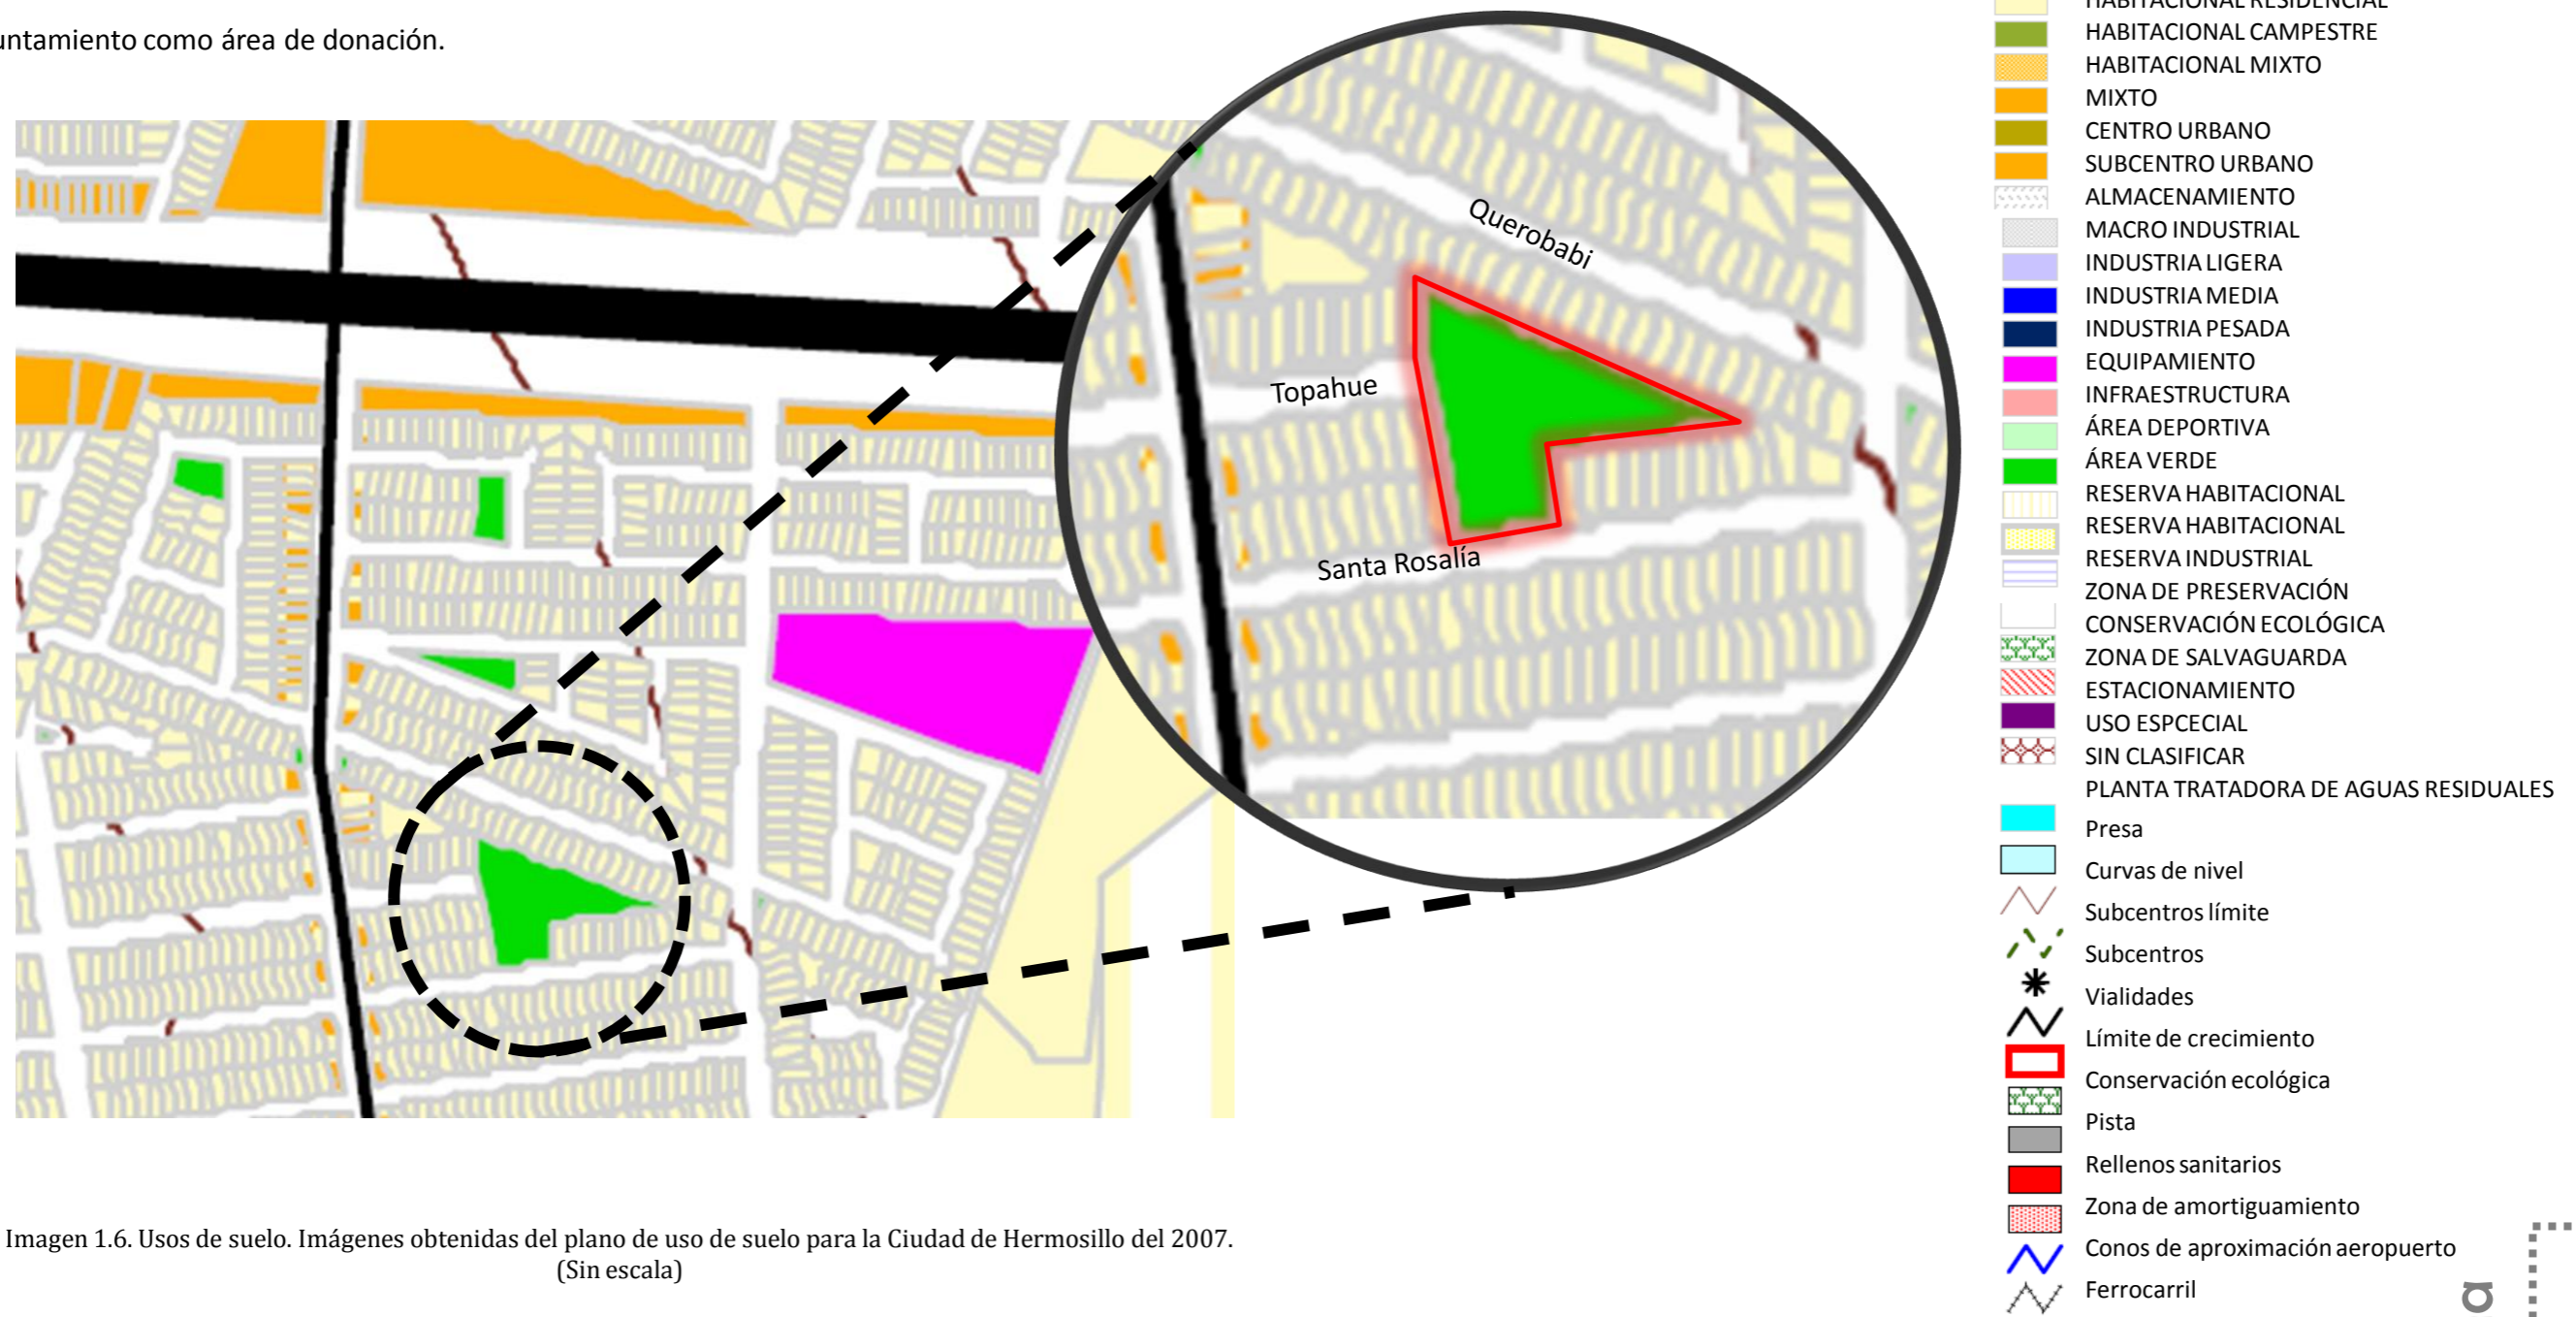 untamiento como área de donación.
Querobabi
Topahue
Santa Rosalía
Imagen 1.6. Usos de suelo. Imágenes obtenidas del plano de uso de suelo para la Ciudad de Hermosillo del 2007.
(Sin escala)
HABITACIONAL RESIDENCIAL
HABITACIONAL CAMPESTRE
HABITACIONAL MIXTO
MIXTO
CENTRO URBANO
SUBCENTRO URBANO
ALMACENAMIENTO
MACRO INDUSTRIAL
INDUSTRIA LIGERA
INDUSTRIA MEDIA
INDUSTRIA PESADA
EQUIPAMIENTO
INFRAESTRUCTURA
ÁREA DEPORTIVA
ÁREA VERDE
RESERVA HABITACIONAL
RESERVA HABITACIONAL
RESERVA INDUSTRIAL
ZONA DE PRESERVACIÓN
CONSERVACIÓN ECOLÓGICA
ZONA DE SALVAGUARDA
ESTACIONAMIENTO
USO ESPCECIAL
SIN CLASIFICAR
PLANTA TRATADORA DE AGUAS RESIDUALES
Presa
Curvas de nivel
Subcentros límite
Subcentros
Vialidades
Límite de crecimiento
Conservación ecológica
Pista
Rellenos sanitarios
Zona de amortiguamiento
Conos de aproximación aeropuerto
Ferrocarril
a